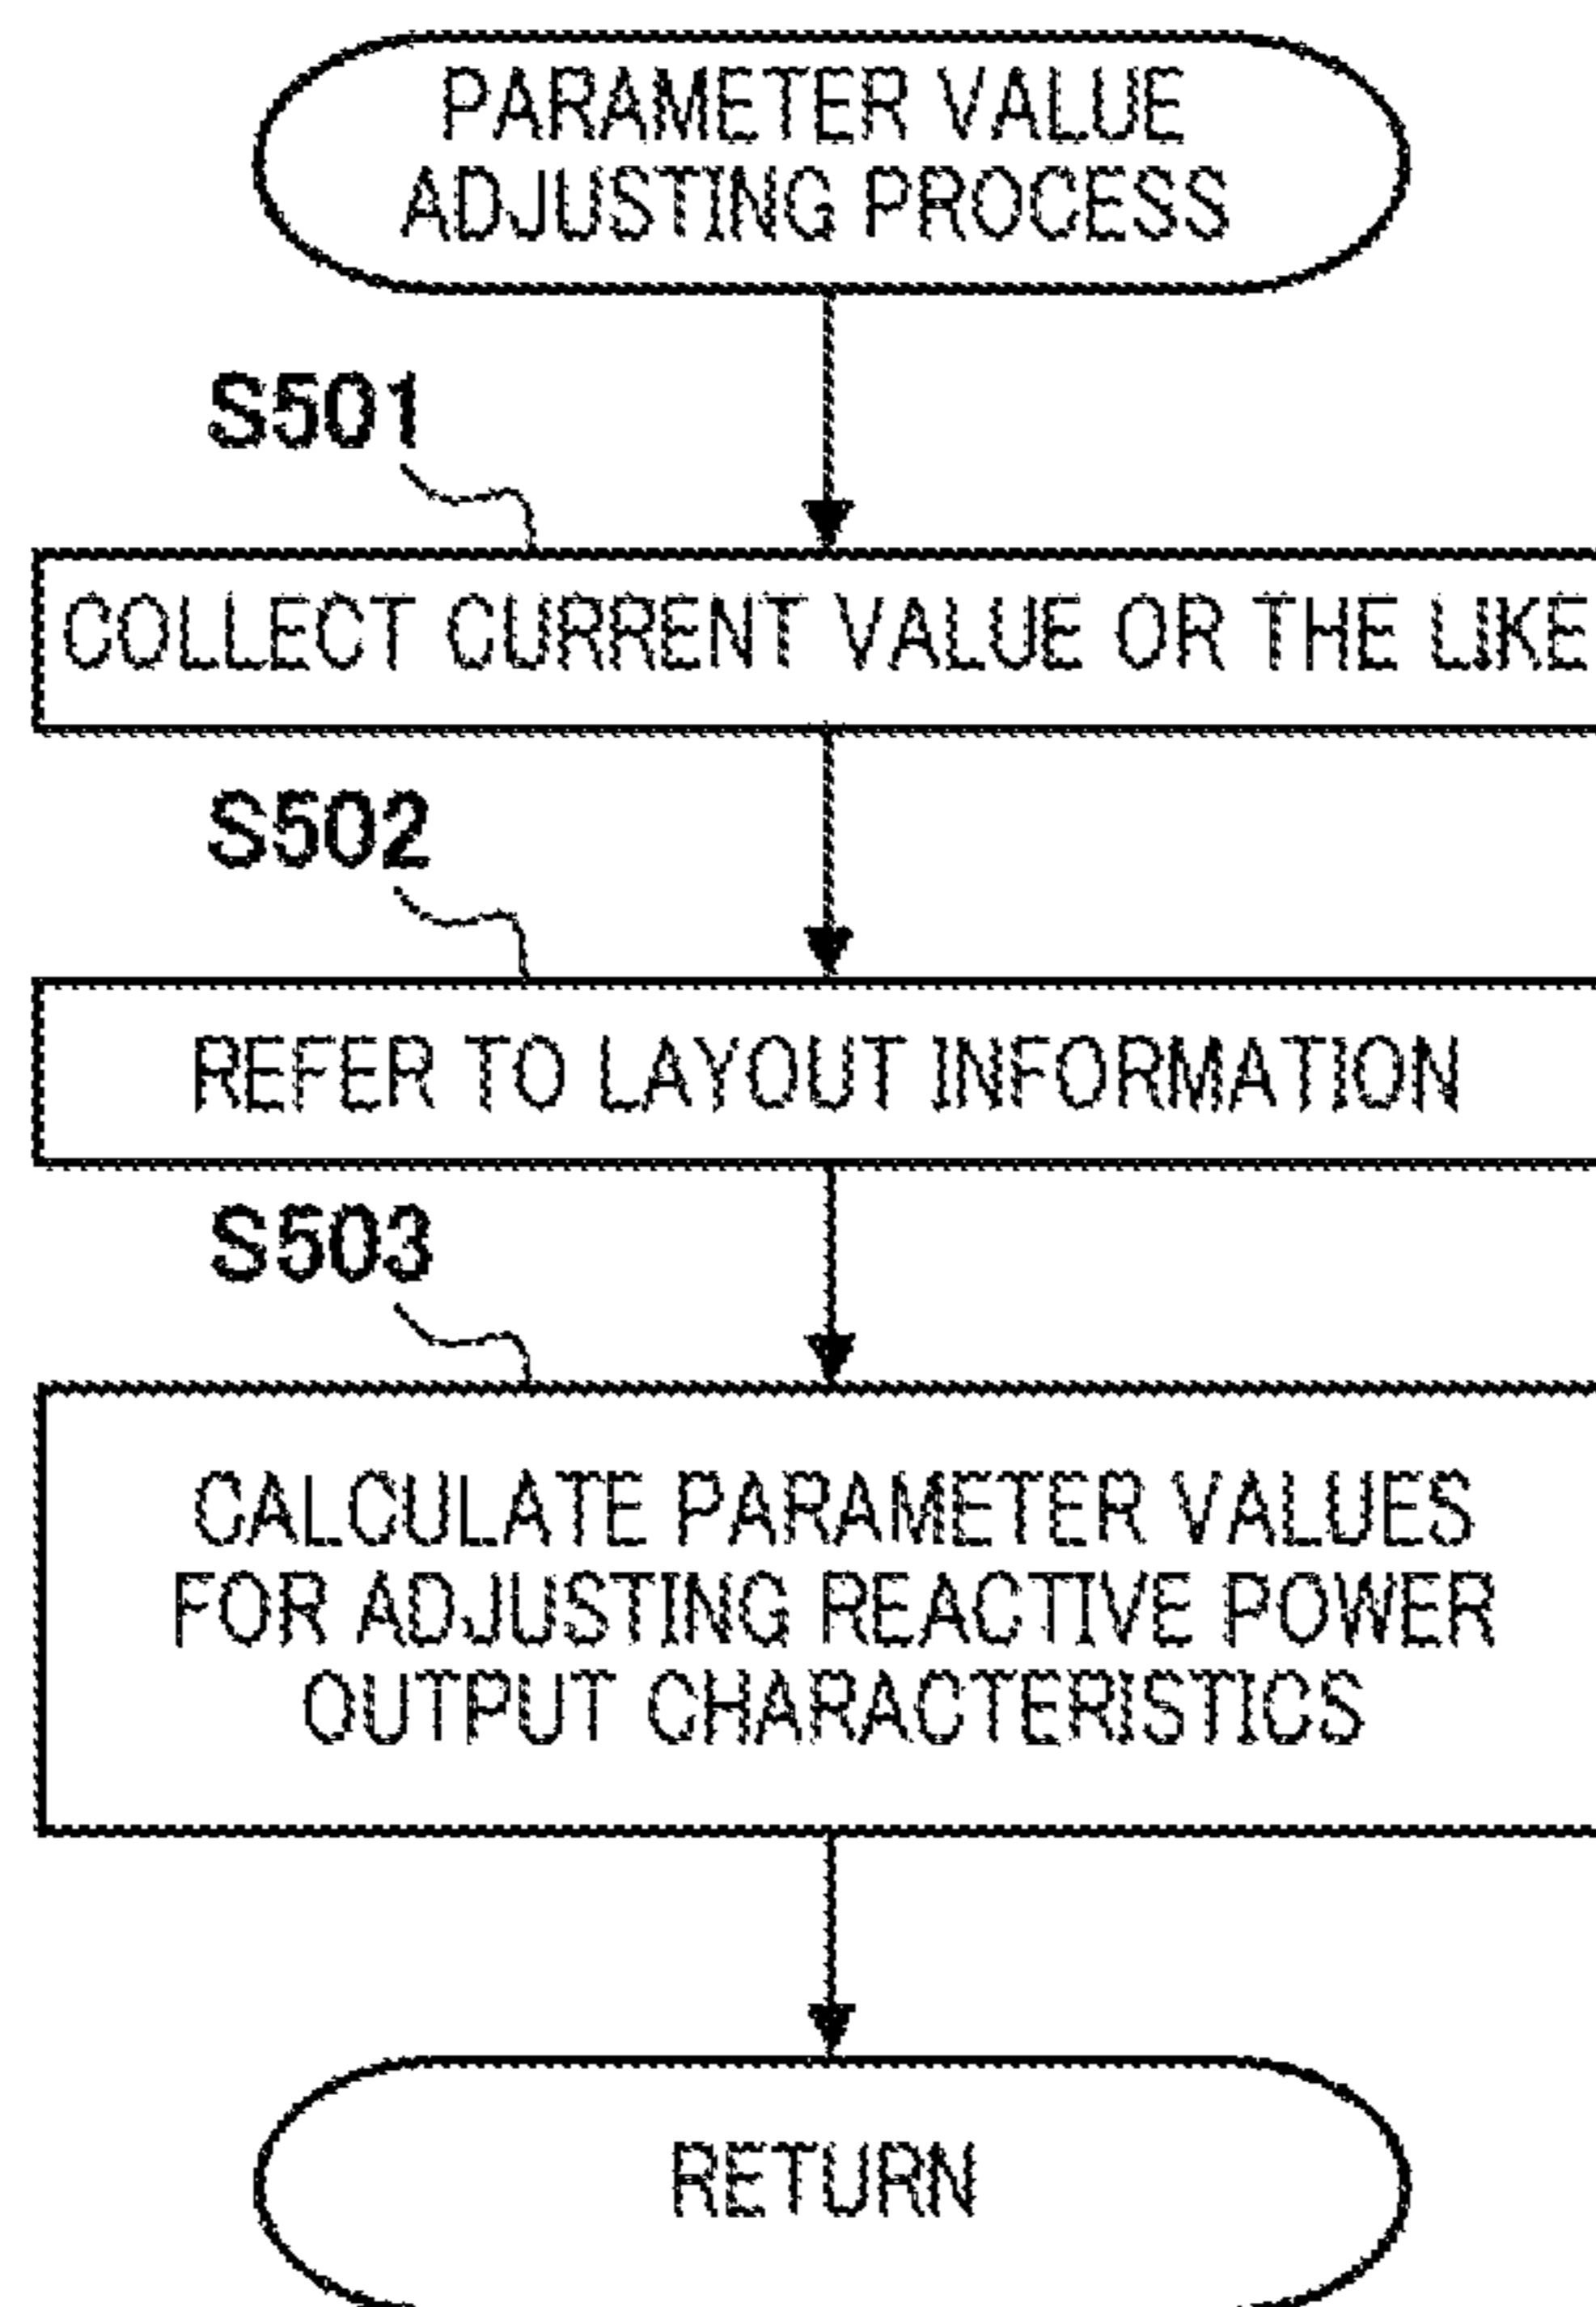 PARAMETER VALUE
ADJUSTING PROCESS
S501
COLLECT CURRENT VALUE OR THE LIKE
S502
REFER TO LAYOUT INFORMATION
S503
CALCULATE PARAMETER VALUES
FOR ADJUSTING REACTIVE POWER
OUTPUT CHARACTERISTICS
RETURN